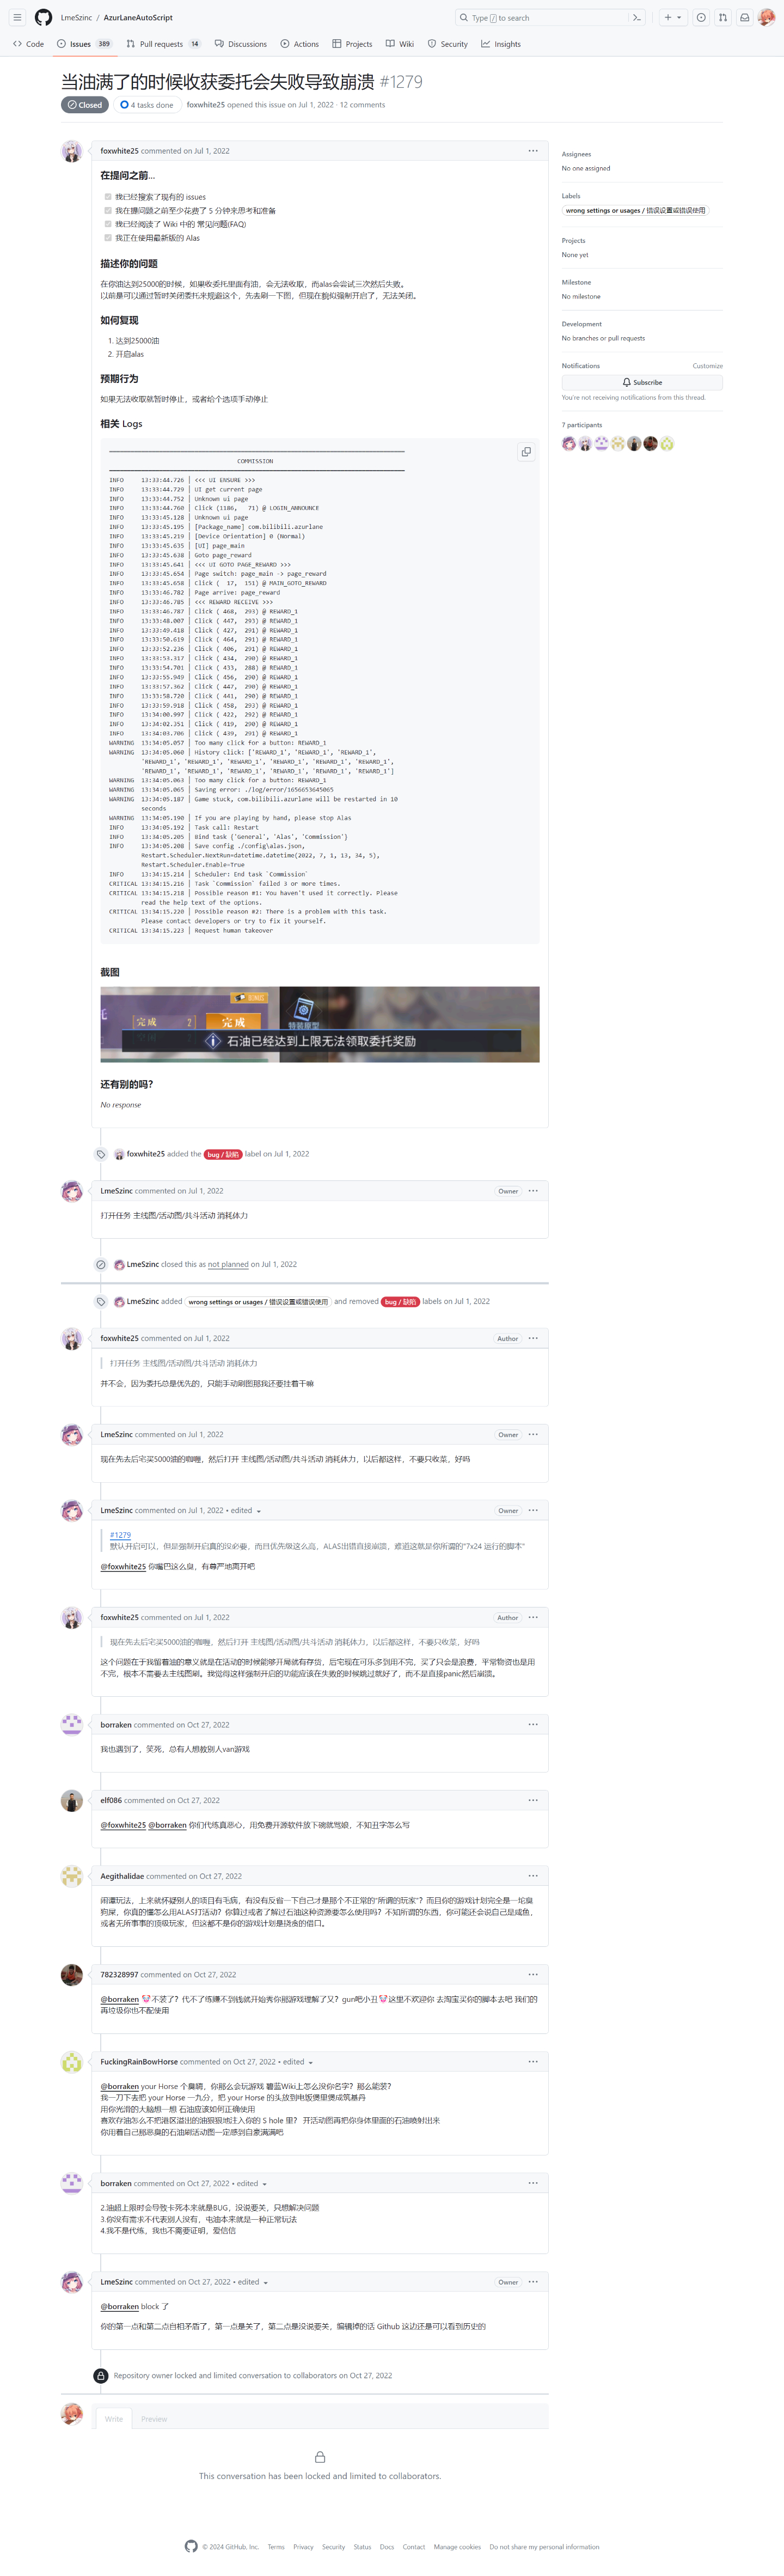 LmeSzinc / AzurLaneAutoScript
Type / to search
Code
Issues 389
Pull requests 14
Discussions
Actions
Projects
Wiki
Security
Insights
当油满了的时候收获委托会失败导致崩溃 #1279
Closed
4 tasks done
foxwhite25 opened this issue on Jul 1, 2022 · 12 comments
foxwhite25 commented on Jul 1, 2022
在提问之前...
我已经搜索了现有的 issues
我在提问题之前至少花费了 5 分钟来思考和准备
我已经阅读了 Wiki 中的 常见问题(FAQ)
我正在使用最新版的 Alas
描述你的问题
在你油达到25000的时候，如果收委托里面有油，会无法收取，而alas会尝试三次然后失败。
以前是可以通过暂时关闭委托来规避这个，先去刷一下图，但现在貌似强制开启了，无法关闭。
如何复现
1. 达到25000油
2. 开启alas
预期行为
如果无法收取就暂时停止，或者给个选项手动停止
相关 Logs
COMMISSION
INFO 13:33:44.726 │ <<< UI ENSURE >>>
INFO 13:33:44.729 │ UI get current page
INFO 13:33:44.752 │ Unknown ui page
INFO 13:33:44.760 │ Click (1186, 71) @ LOGIN_ANNOUNCE
INFO 13:33:45.128 │ Unknown ui page
INFO 13:33:45.195 │ [Package_name] com.bilibili.azurlane
INFO 13:33:45.219 │ [Device Orientation] 0 (Normal)
INFO 13:33:45.635 │ [UI] page_main
INFO 13:33:45.638 │ Goto page_reward
INFO 13:33:45.641 │ <<< UI GOTO PAGE_REWARD >>>
INFO 13:33:45.654 │ Page switch: page_main -> page_reward
INFO 13:33:45.658 │ Click ( 17, 151) @ MAIN_GOTO_REWARD
INFO 13:33:46.782 │ Page arrive: page_reward
INFO 13:33:46.785 │ <<< REWARD RECEIVE >>>
INFO 13:33:46.787 │ Click ( 468, 293) @ REWARD_1
INFO 13:33:48.007 │ Click ( 447, 293) @ REWARD_1
INFO 13:33:49.418 │ Click ( 427, 291) @ REWARD_1
INFO 13:33:50.619 │ Click ( 464, 291) @ REWARD_1
INFO 13:33:52.236 │ Click ( 406, 291) @ REWARD_1
INFO 13:33:53.317 │ Click ( 434, 290) @ REWARD_1
INFO 13:33:54.701 │ Click ( 433, 288) @ REWARD_1
INFO 13:33:55.949 │ Click ( 456, 290) @ REWARD_1
INFO 13:33:57.362 │ Click ( 447, 290) @ REWARD_1
INFO 13:33:58.720 │ Click ( 441, 290) @ REWARD_1
INFO 13:33:59.918 │ Click ( 458, 293) @ REWARD_1
INFO 13:34:00.997 │ Click ( 422, 292) @ REWARD_1
INFO 13:34:02.351 │ Click ( 419, 290) @ REWARD_1
INFO 13:34:03.706 │ Click ( 439, 291) @ REWARD_1
WARNING 13:34:05.057 │ Too many click for a button: REWARD_1
WARNING 13:34:05.060 │ History click: ['REWARD_1', 'REWARD_1', 'REWARD_1',
'REWARD_1', 'REWARD_1', 'REWARD_1', 'REWARD_1', 'REWARD_1', 'REWARD_1',
'REWARD_1', 'REWARD_1', 'REWARD_1', 'REWARD_1', 'REWARD_1', 'REWARD_1']
WARNING 13:34:05.063 │ Too many click for a button: REWARD_1
WARNING 13:34:05.065 │ Saving error: ./log/error/1656653645065
WARNING 13:34:05.187 │ Game stuck, com.bilibili.azurlane will be restarted in 10
seconds
WARNING 13:34:05.190 │ If you are playing by hand, please stop Alas
INFO 13:34:05.192 │ Task call: Restart
INFO 13:34:05.205 │ Bind task ['General', 'Alas', 'Commission']
INFO 13:34:05.208 │ Save config ./config\alas.json,
Restart.Scheduler.NextRun=datetime.datetime(2022, 7, 1, 13, 34, 5),
Restart.Scheduler.Enable=True
INFO 13:34:15.214 │ Scheduler: End task `Commission`
CRITICAL 13:34:15.216 │ Task `Commission` failed 3 or more times.
CRITICAL 13:34:15.218 │ Possible reason #1: You haven't used it correctly. Please
read the help text of the options.
CRITICAL 13:34:15.220 │ Possible reason #2: There is a problem with this task.
Please contact developers or try to fix it yourself.
CRITICAL 13:34:15.223 │ Request human takeover
截图
BONUS
完成 2 完成 特装原型
石油已经达到上限无法领取委托奖励
还有别的吗?
No response
foxwhite25 added the bug / 缺陷 label on Jul 1, 2022
LmeSzinc commented on Jul 1, 2022
Owner
打开任务 主线图/活动图/共斗活动 消耗体力
LmeSzinc closed this as not planned on Jul 1, 2022
LmeSzinc added wrong settings or usages / 错误设置或错误使用 and removed bug / 缺陷 labels on Jul 1, 2022
foxwhite25 commented on Jul 1, 2022
Author
打开任务 主线图/活动图/共斗活动 消耗体力
并不会，因为委托总是优先的，只能手动刷图那我还要挂着干嘛
LmeSzinc commented on Jul 1, 2022
Owner
现在先去后宅买5000油的咖喱，然后打开 主线图/活动图/共斗活动 消耗体力，以后都这样，不要只收菜，好吗
LmeSzinc commented on Jul 1, 2022 • edited
Owner
#1279
默认开启可以，但是强制开启真的没必要，而且优先级这么高，ALAS出错直接崩溃，难道这就是你所谓的"7x24 运行的脚本"
@foxwhite25 你嘴巴这么臭，有尊严地离开吧
foxwhite25 commented on Jul 1, 2022
Author
现在先去后宅买5000油的咖喱，然后打开 主线图/活动图/共斗活动 消耗体力，以后都这样，不要只收菜，好吗
这个问题在于我留着油的意义就是在活动的时候能够开局就有存货，后宅现在可乐多到用不完，买了只会是浪费，平常物资也是用
不完，根本不需要去主线图刷。我觉得这样强制开启的功能应该在失败的时候跳过就好了，而不是直接panic然后崩溃。
borraken commented on Oct 27, 2022
我也遇到了，笑死，总有人想教别人van游戏
elf086 commented on Oct 27, 2022
@foxwhite25 @borraken 你们代练真恶心，用免费开源软件放下碗就骂娘，不知丑字怎么写
Aegithalidae commented on Oct 27, 2022
闲谭玩法，上来就怀疑别人的项目有毛病，有没有反省一下自己才是那个不正常的"所谓的玩家"？而且你的游戏计划完全是一坨臭
狗屎，你真的懂怎么用ALAS打活动？你算过或者了解过石油这种资源要怎么使用吗？不知所谓的东西，你可能还会说自己是咸鱼，
或者无所事事的顶级玩家，但这都不是你的游戏计划是挠贪的借口。
782328997 commented on Oct 27, 2022
@borraken 🤡不装了？代不了练赚不到钱就开始秀你那游戏理解了又？gun吧小丑🤡这里不欢迎你 去淘宝买你的脚本去吧 我们的
再垃圾你也不配使用
FuckingRainBowHorse commented on Oct 27, 2022 • edited
@borraken your Horse 个臭鹌，你那么会玩游戏 碧蓝Wiki上怎么没你名字？那么能装？
我一刀下去把 your Horse 一九分，把 your Horse 的头放到电饭煲里煲成筑基丹
用你光滑的大脑想一想 石油应该如何正确使用
喜欢存油怎么不把港区溢出的油狠狠地注入你的 S hole 里？ 开活动图再把你身体里面的石油喷射出来
你用着自己那恶臭的石油刷活动图一定感到自豪满满吧
borraken commented on Oct 27, 2022 • edited
2.油超上限时会导致卡死本来就是BUG，没说要关，只想解决问题
3.你没有需求不代表别人没有，屯油本来就是一种正常玩法
4.我不是代练，我也不需要证明，爱信信
LmeSzinc commented on Oct 27, 2022 • edited
Owner
@borraken block 了
你的第一点和第二点自相矛盾了，第一点是关了，第二点是没说要关，编辑掉的话 Github 这边还是可以看到历史的
Repository owner locked and limited conversation to collaborators on Oct 27, 2022
Write
Preview
This conversation has been locked and limited to collaborators.
Assignees
No one assigned
Labels
wrong settings or usages / 错误设置或错误使用
Projects
None yet
Milestone
No milestone
Development
No branches or pull requests
Notifications
Customize
Subscribe
You're not receiving notifications from this thread.
7 participants
© 2024 GitHub, Inc.
Terms
Privacy
Security
Status
Docs
Contact
Manage cookies
Do not share my personal information